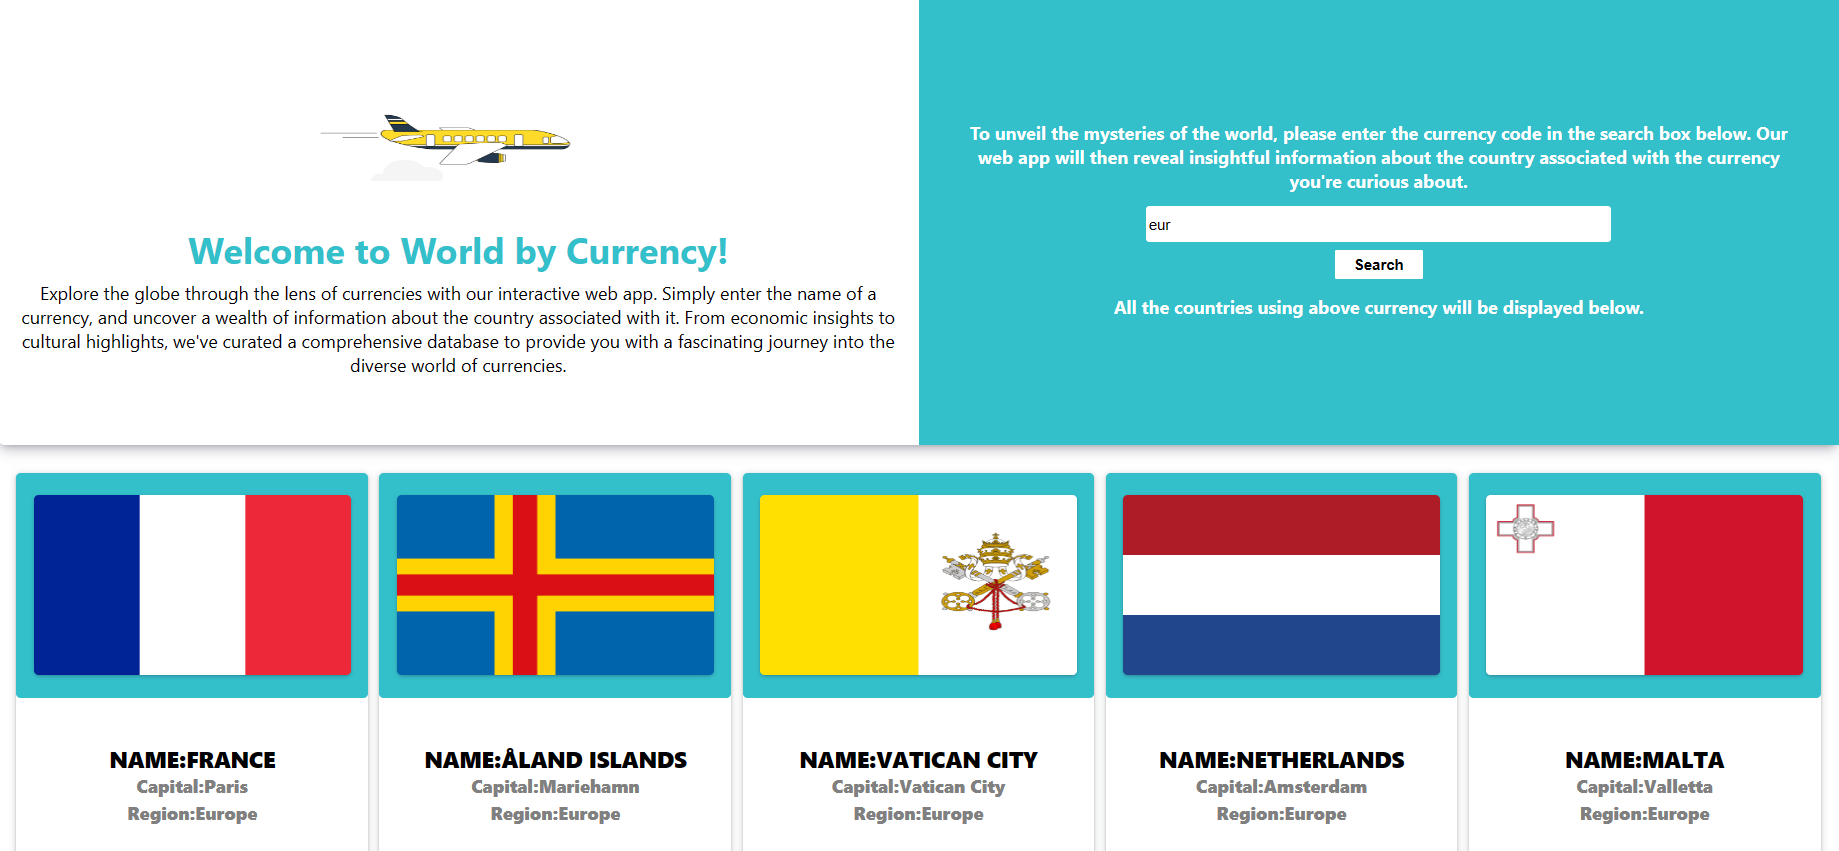 Welcome to World by Currency!
Explore the globe through the lens of currencies with our interactive web app. Simply enter the name of a
currency, and uncover a wealth of information about the country associated with it. From economic insights to
cultural highlights, we've curated a comprehensive database to provide you with a fascinating journey into the
diverse world of currencies.
To unveil the mysteries of the world, please enter the currency code in the search box below. Our
web app will then reveal insightful information about the country associated with the currency
you're curious about.
eur
Search
All the countries using above currency will be displayed below.
NAME:FRANCE
Capital:Paris
Region:Europe
NAME:ÅLAND ISLANDS
Capital:Mariehamn
Region:Europe
NAME:VATICAN CITY
Capital:Vatican City
Region:Europe
NAME:NETHERLANDS
Capital:Amsterdam
Region:Europe
NAME:MALTA
Capital:Valletta
Region:Europe